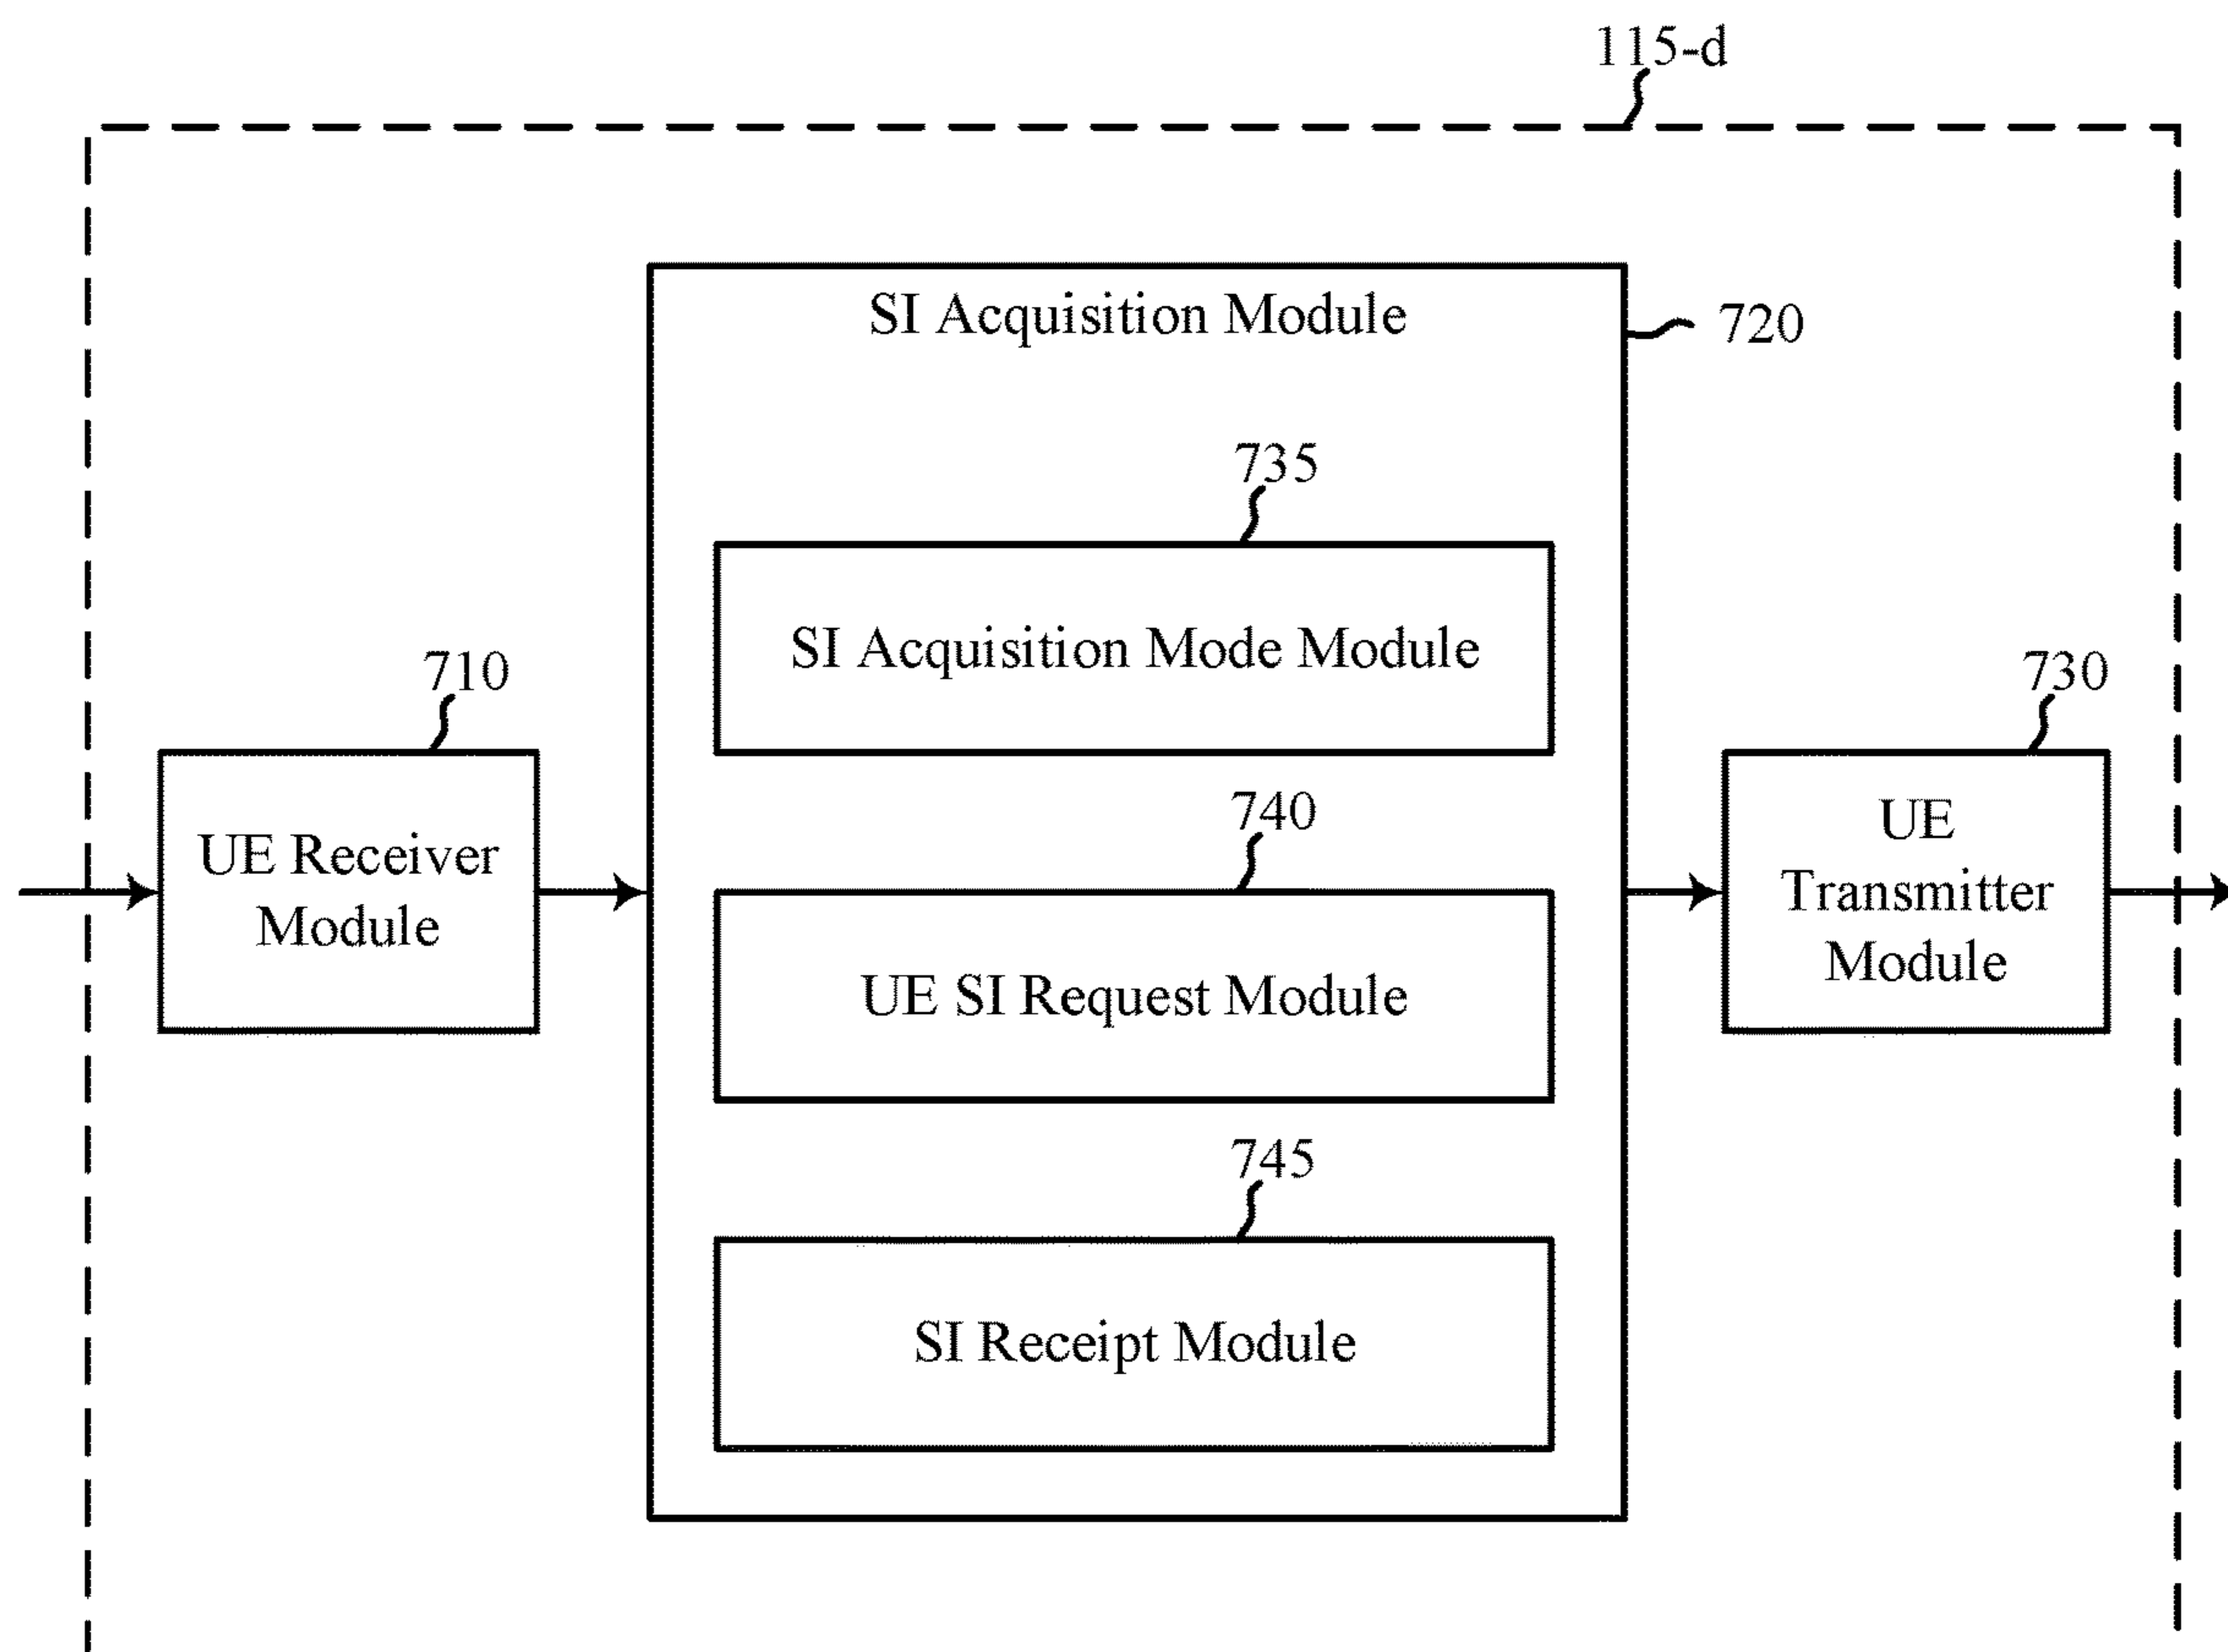 115-d
SI Acquisition Module
720
735
SI Acquisition Mode Module
710
730
UE Receiver
Module
740
UE
Transmitter
Module
UE SI Request Module
745
SI Receipt Module